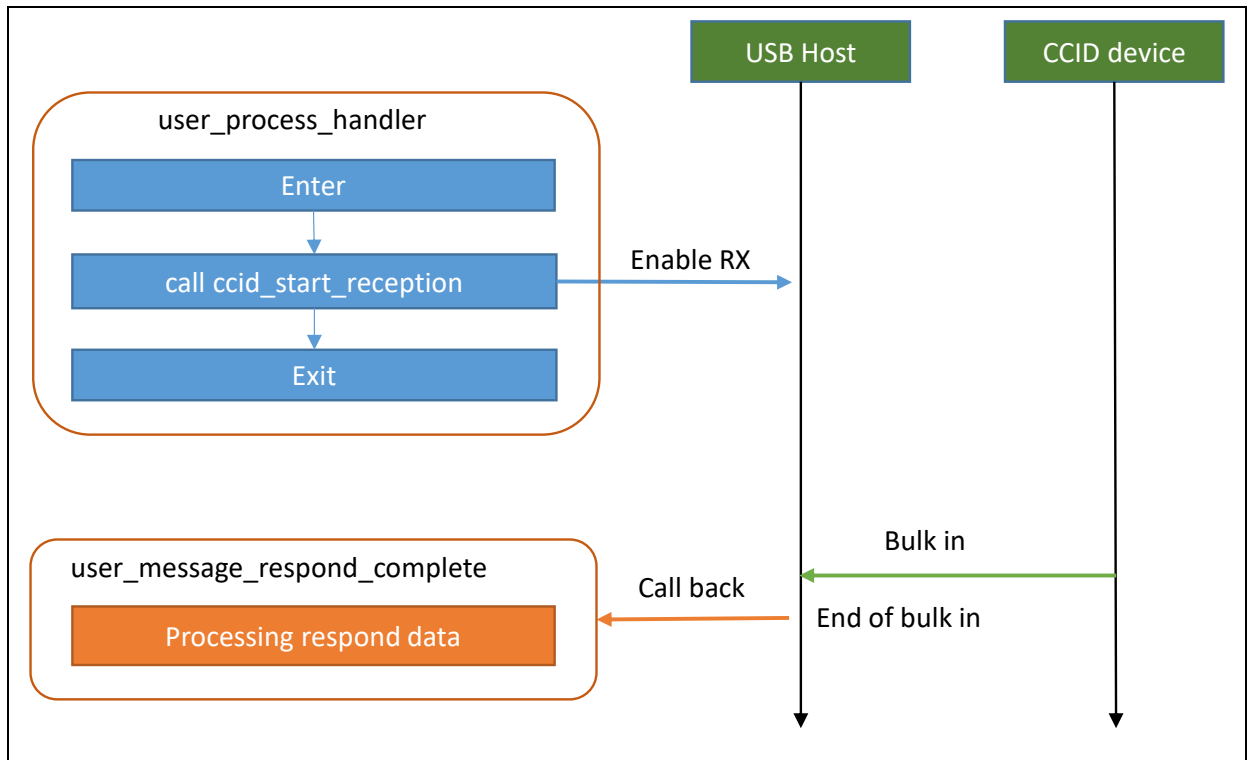 USB Host
CCID device
user_process_handler
Enter
call ccid_start_reception
Enable RX
Exit
Bulk in
user_message_respond_complete
Call back
End of bulk in
Processing respond data